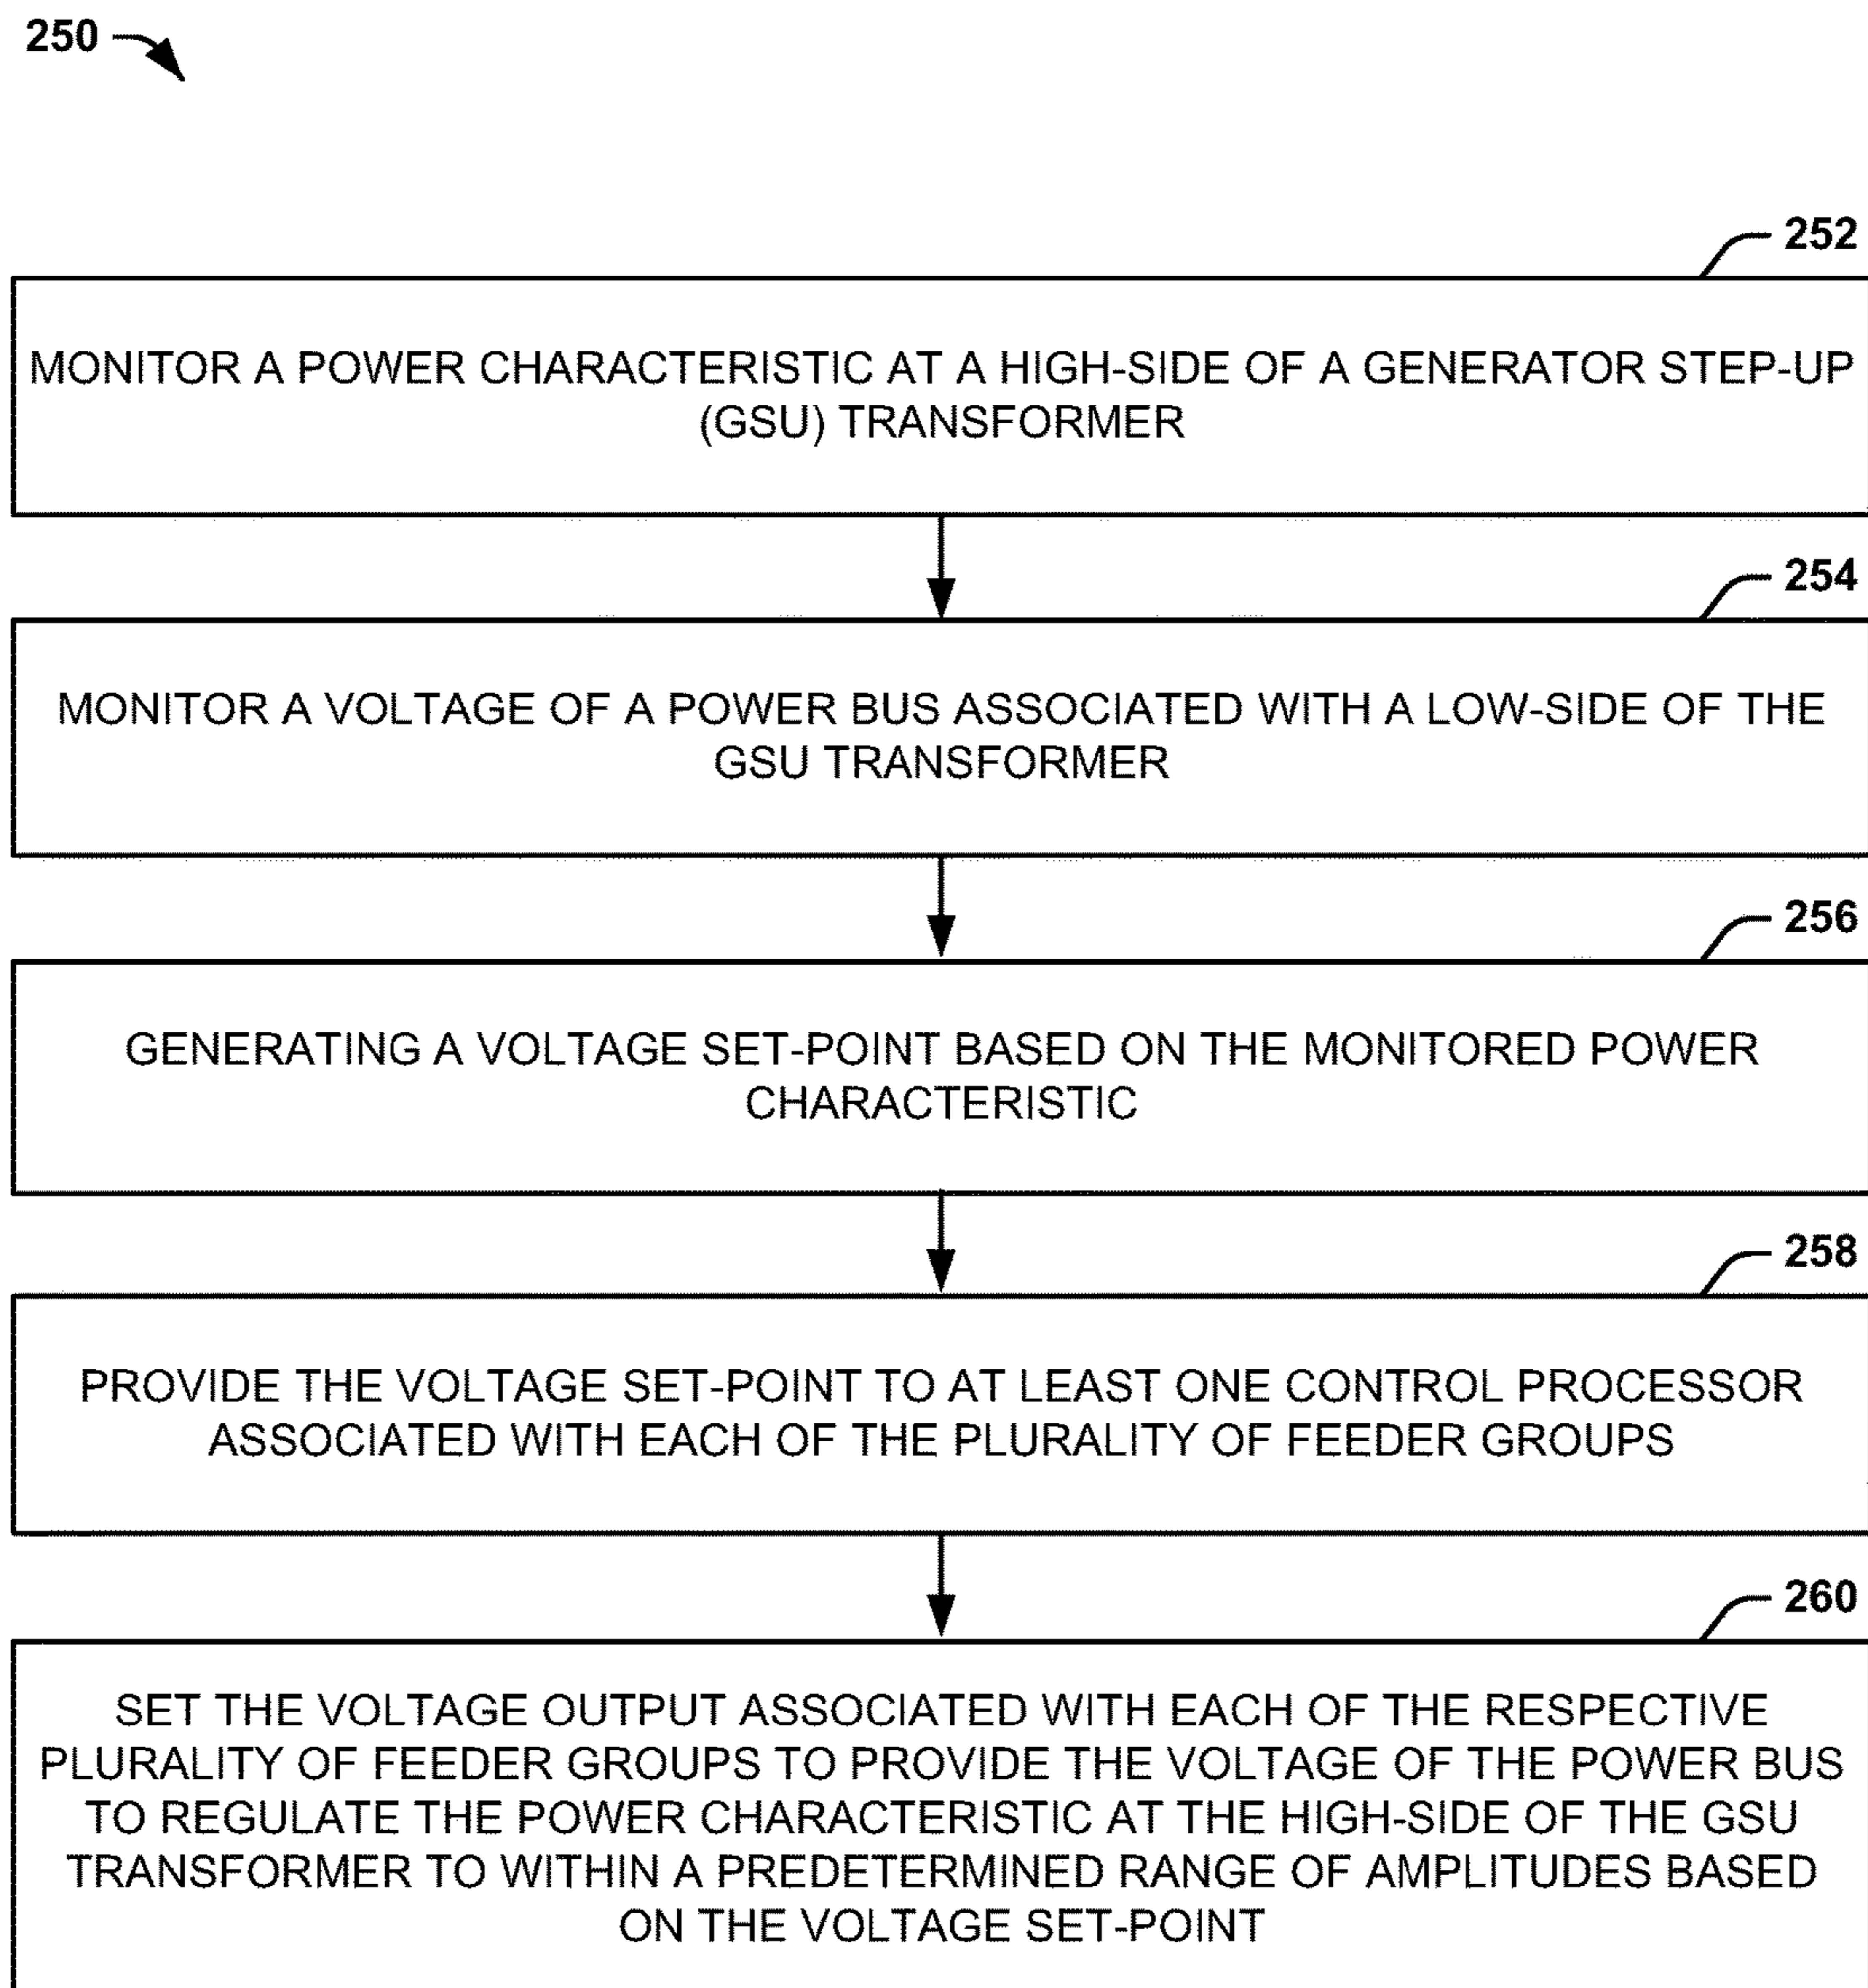 250
252
MONITOR A POWER CHARACTERISTIC AT A HIGH-SIDE OF A GENERATOR STEP-UP
(GSU) TRANSFORMER
254
MONITOR A VOLTAGE OF A POWER BUS ASSOCIATED WITH A LOW-SIDE OF THE
GSU TRANSFORMER
256
GENERATING A VOLTAGE SET-POINT BASED ON THE MONITORED POWER
CHARACTERISTIC
258
PROVIDE THE VOLTAGE SET-POINT TO AT LEAST ONE CONTROL PROCESSOR
ASSOCIATED WITH EACH OF THE PLURALITY OF FEEDER GROUPS
260
SET THE VOLTAGE OUTPUT ASSOCIATED WITH EACH OF THE RESPECTIVE
PLURALITY OF FEEDER GROUPS TO PROVIDE THE VOLTAGE OF THE POWER BUS
TO REGULATE THE POWER CHARACTERISTIC AT THE HIGH-SIDE OF THE GSU
TRANSFORMER TO WITHIN A PREDETERMINED RANGE OF AMPLITUDES BASED
ON THE VOLTAGE SET-POINT